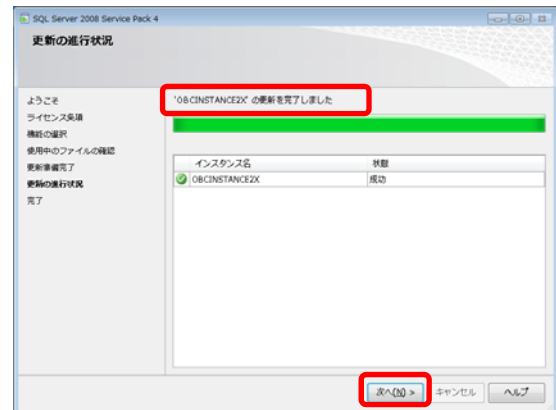 SQL Server 2008 Service Pack 4
更新の進行状況
ようこそ
ライセンス条項
機能の選択
使用中のファイルの確認
更新準備完了
更新の進行状況
完了
'OBCINSTANCE2X' の更新を完了しました
インスタンス名 状態
OBCINSTANCE2X 成功
次へ(N) > キャンセル ヘルプ